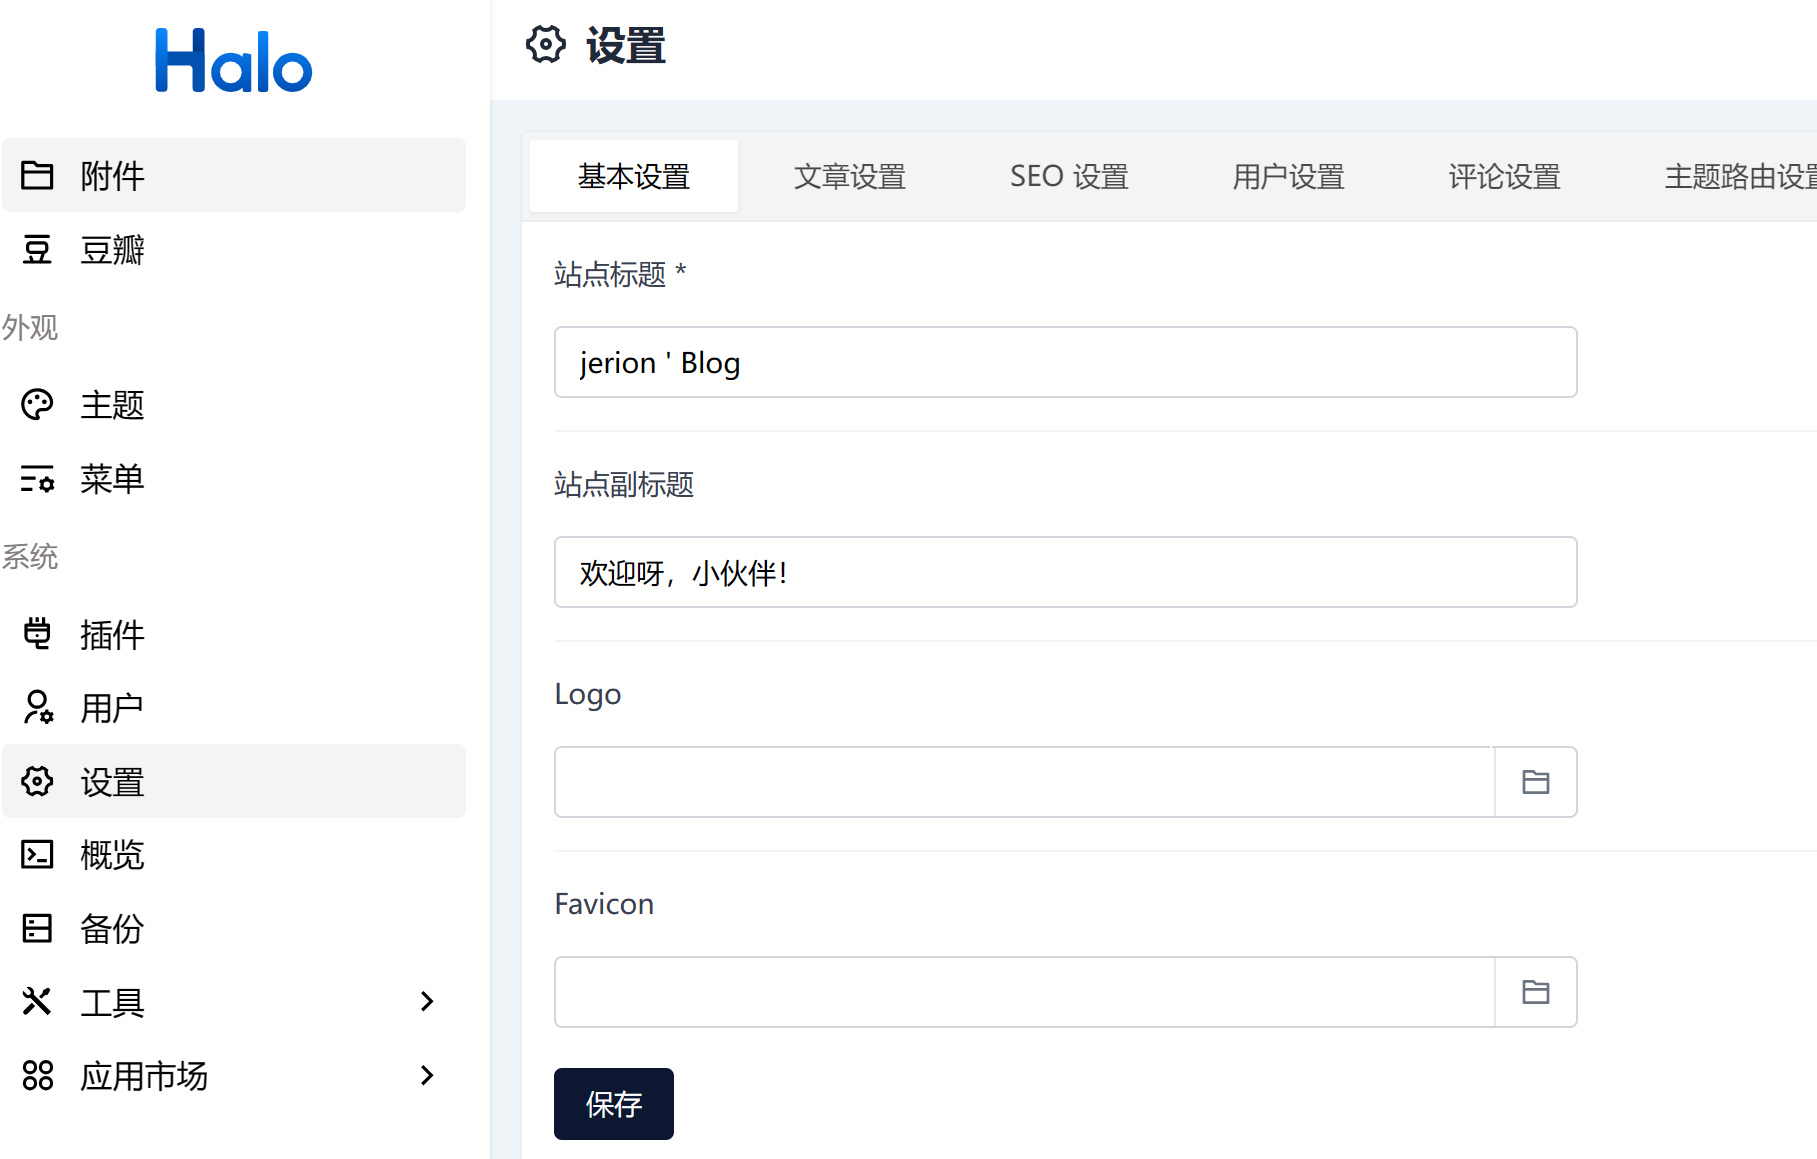 Halo
附件
豆瓣
外观
主题
菜单
系统
插件
用户
设置
概览
备份
工具
应用市场
设置
基本设置
文章设置
SEO 设置
用户设置
评论设置
主题路由设置
站点标题 *
jerion ' Blog
站点副标题
欢迎呀，小伙伴！
Logo
Favicon
保存